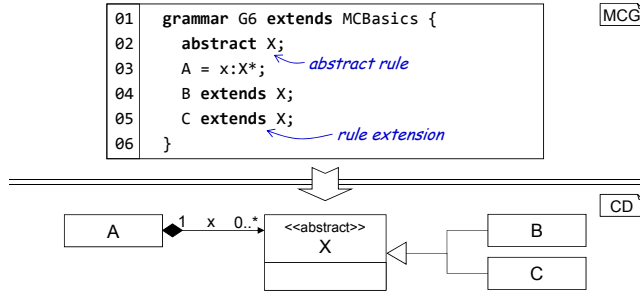 MCG
01 grammar G6 extends MCBasics {
02 abstract X;
03 A = x:X*;
abstract rule
04 B extends X;
05 C extends X;
rule extension
06 }
CD
A 1 x 0..* <<abstract>>
X
B
C